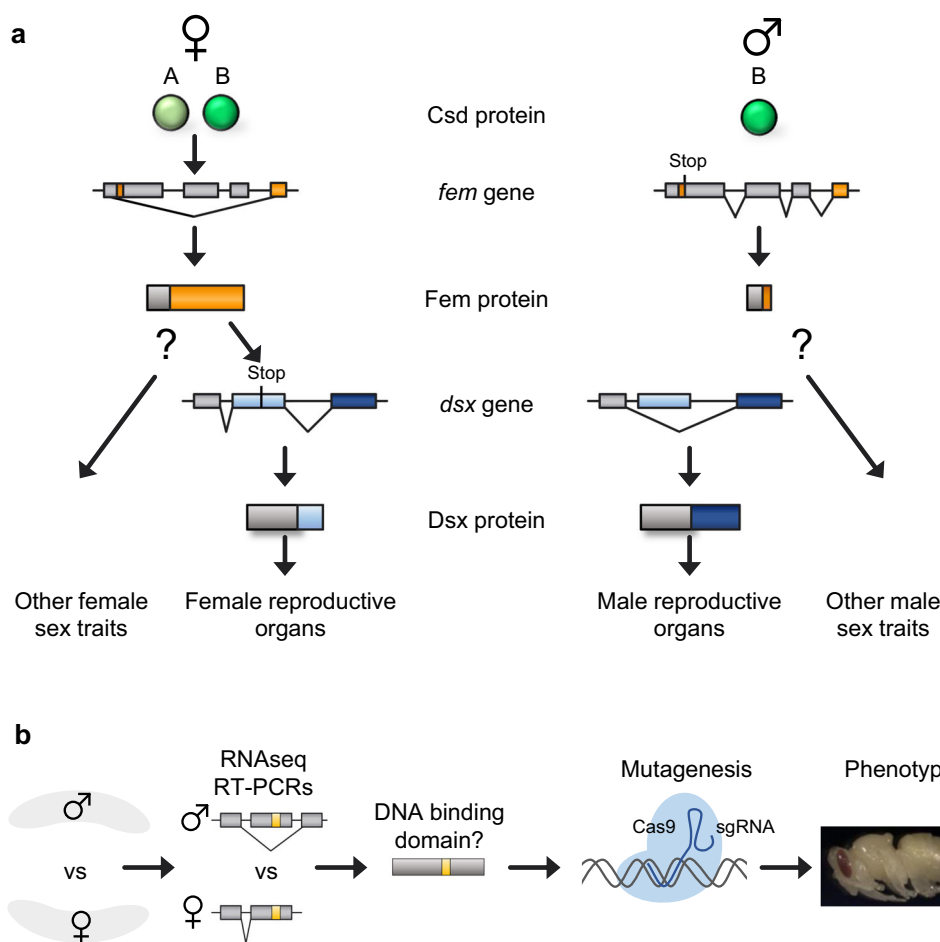 a
♀ ♂
A B B
Csd protein
Stop
fem gene
Fem protein
? ?
Stop
dsx gene
Dsx protein
Other female
sex traits
Female reproductive
organs
Male reproductive
organs
Other male
sex traits
b
♂
vs
♀
RNAseq
RT-PCRs
♂
vs
♀
DNA binding
domain?
Mutagenesis
Cas9 sgRNA
Phenotyp